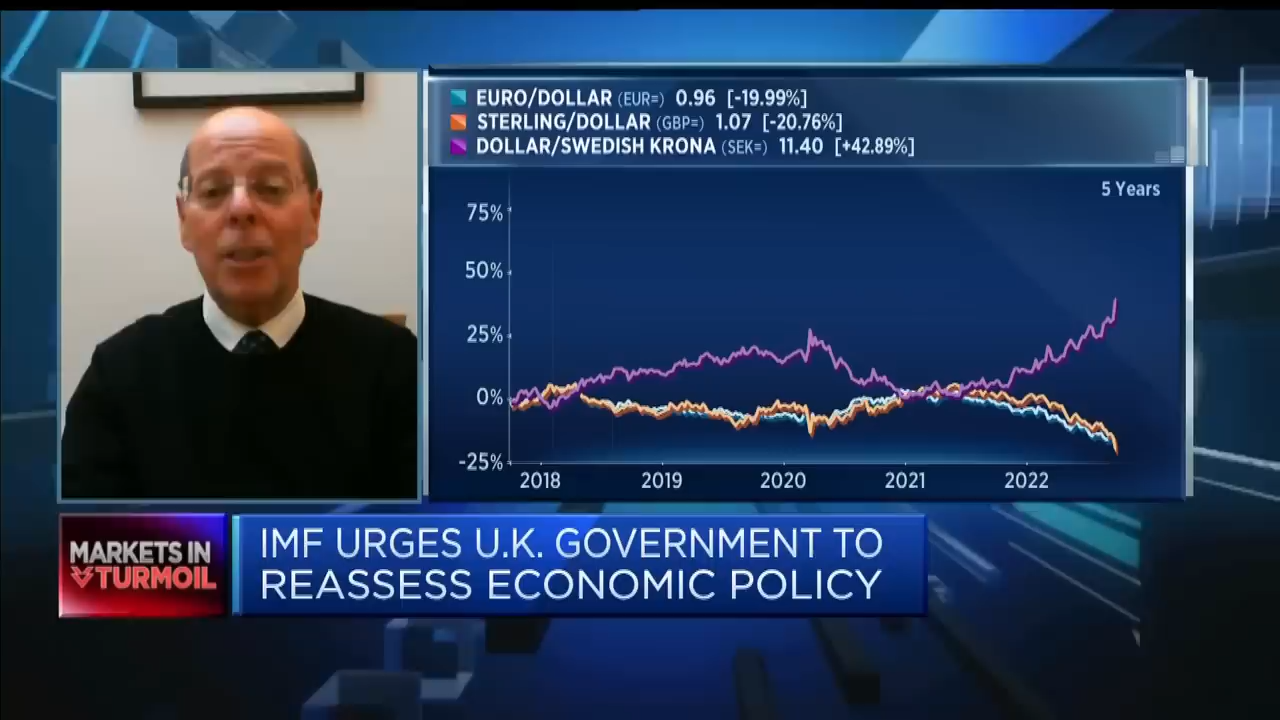 EURO/DOLLAR (EUR=) 0.96 [-19.99%]
STERLING/DOLLAR (GBP=) 1.07 [-20.76%]
DOLLAR/SWEDISH KRONA (SEK=) 11.40 [+42.89%]
5 Years
75%
50%
25%
0%
-25%
2018 2019 2020 2021 2022
MARKETS IN
TURMOIL
IMF URGES U.K. GOVERNMENT TO
REASSESS ECONOMIC POLICY